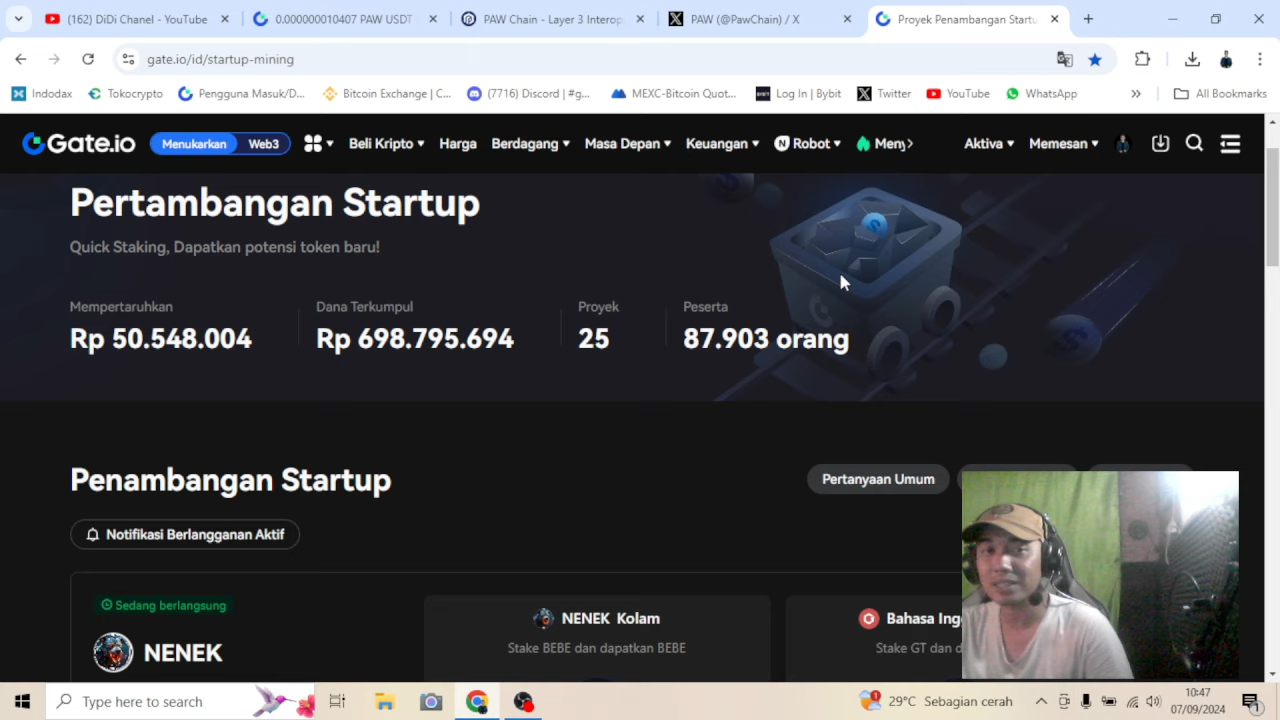 (162) DiDi Chanel - YouTube
0.000000010407 PAW USDT
PAW Chain - Layer 3 Interop
PAW (@PawChain) / X
Proyek Penambangan Startu
gate.io/id/startup-mining
Indodax
Tokocrypto
Pengguna Masuk/D...
Bitcoin Exchange | C...
(7716) Discord | #g...
MEXC-Bitcoin Quot...
Log In | Bybit
Twitter
YouTube
WhatsApp
All Bookmarks
Gate.io
Menukarkan
Web3
Beli Kripto
Harga
Berdagang
Masa Depan
Keuangan
Robot
Meny
Aktiva
Memesan
Pertambangan Startup
Quick Staking, Dapatkan potensi token baru!
Mempertaruhkan
Dana Terkumpul
Proyek
Peserta
Rp 50.548.004
Rp 698.795.694
25
87.903 orang
Penambangan Startup
Pertanyaan Umum
Notifikasi Berlangganan Aktif
Sedang berlangsung
NENEK
NENEK Kolam
Stake BEBE dan dapatkan BEBE
Bahasa Ingg
Stake GT dan d
Type here to search
29°C Sebagian cerah
10:47
07/09/2024